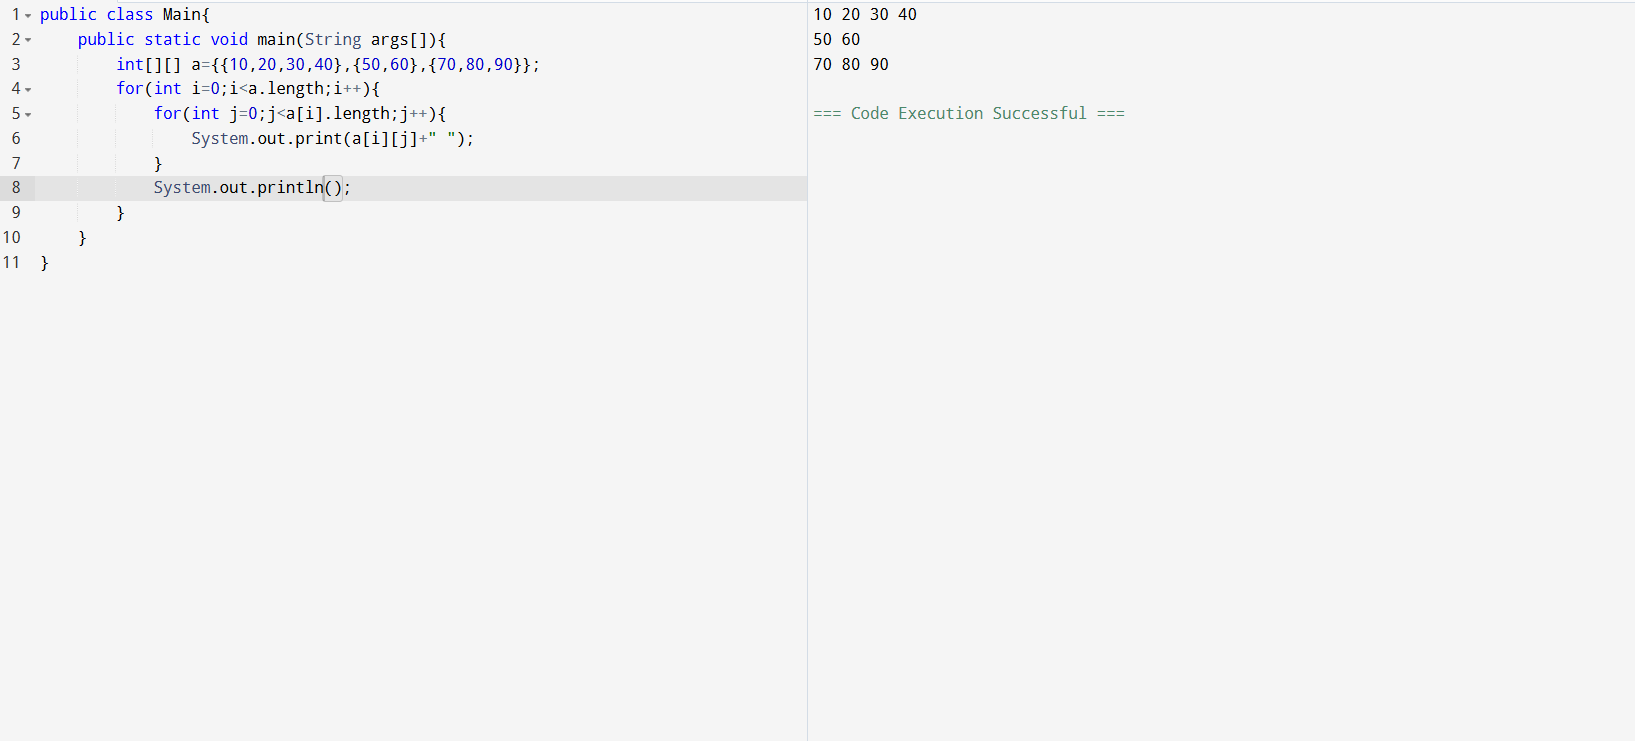 1 public class Main{
2     public static void main(String args[]){
3         int[][] a={{10,20,30,40},{50,60},{70,80,90}};
4         for(int i=0;i<a.length;i++){
5             for(int j=0;j<a[i].length;j++){
6                 System.out.print(a[i][j]+" ");
7             }
8             System.out.println();
9         }
10     }
11 }
10 20 30 40
50 60
70 80 90
=== Code Execution Successful ===